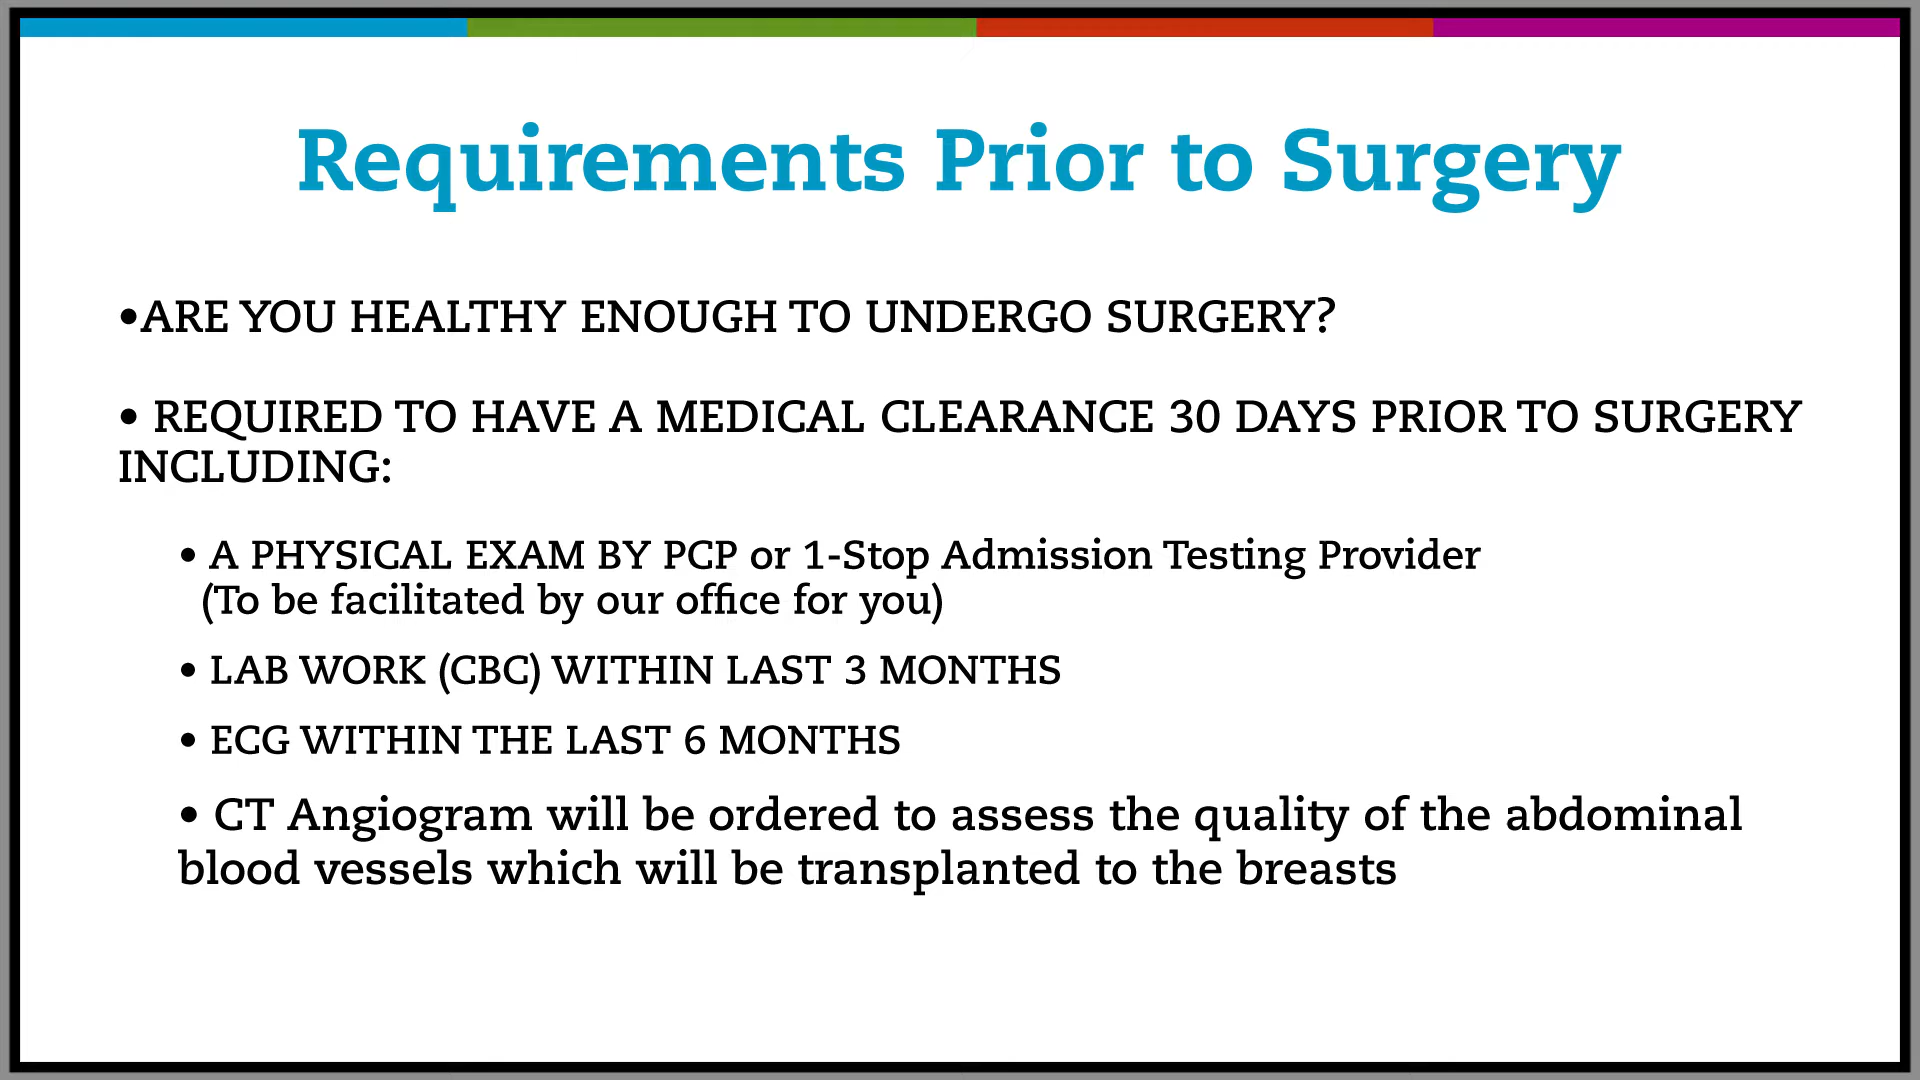 Requirements Prior to Surgery
•ARE YOU HEALTHY ENOUGH TO UNDERGO SURGERY?
• REQUIRED TO HAVE A MEDICAL CLEARANCE 30 DAYS PRIOR TO SURGERY
INCLUDING:
• A PHYSICAL EXAM BY PCP or 1-Stop Admission Testing Provider
(To be facilitated by our office for you)
• LAB WORK (CBC) WITHIN LAST 3 MONTHS
• ECG WITHIN THE LAST 6 MONTHS
• CT Angiogram will be ordered to assess the quality of the abdominal
blood vessels which will be transplanted to the breasts